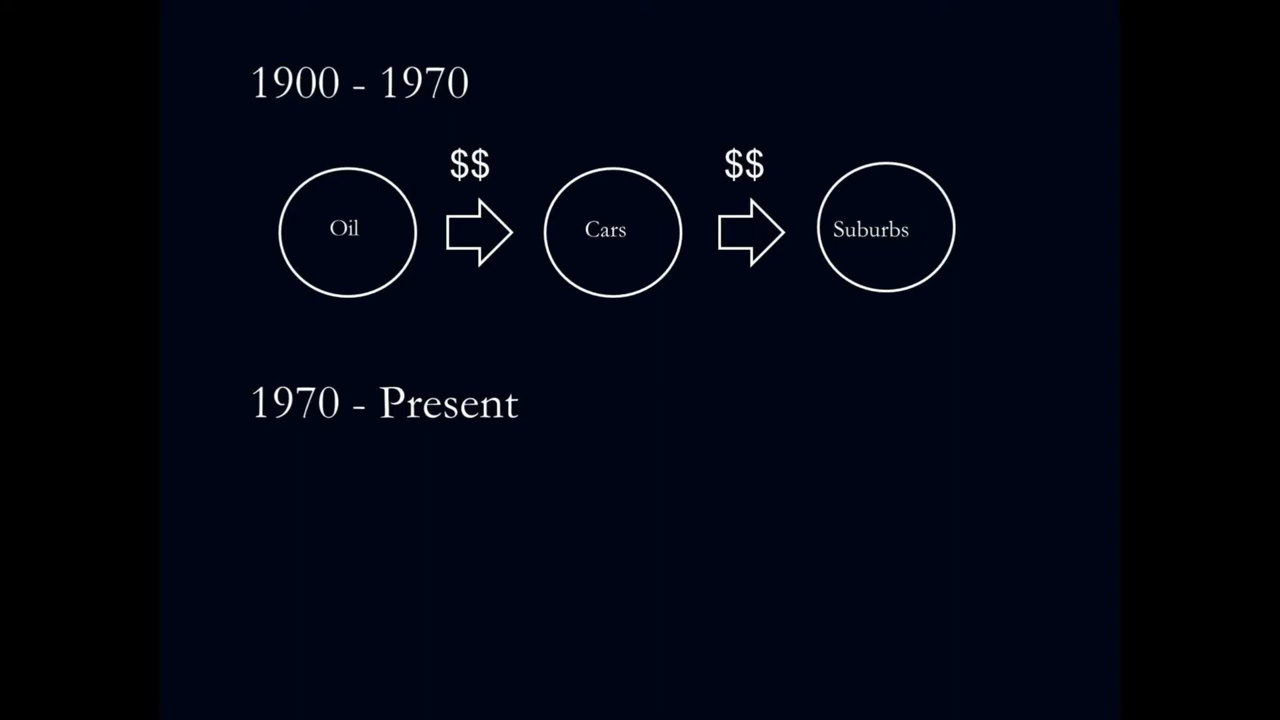 1900 - 1970
$$ $$
Oil Cars Suburbs
1970 - Present